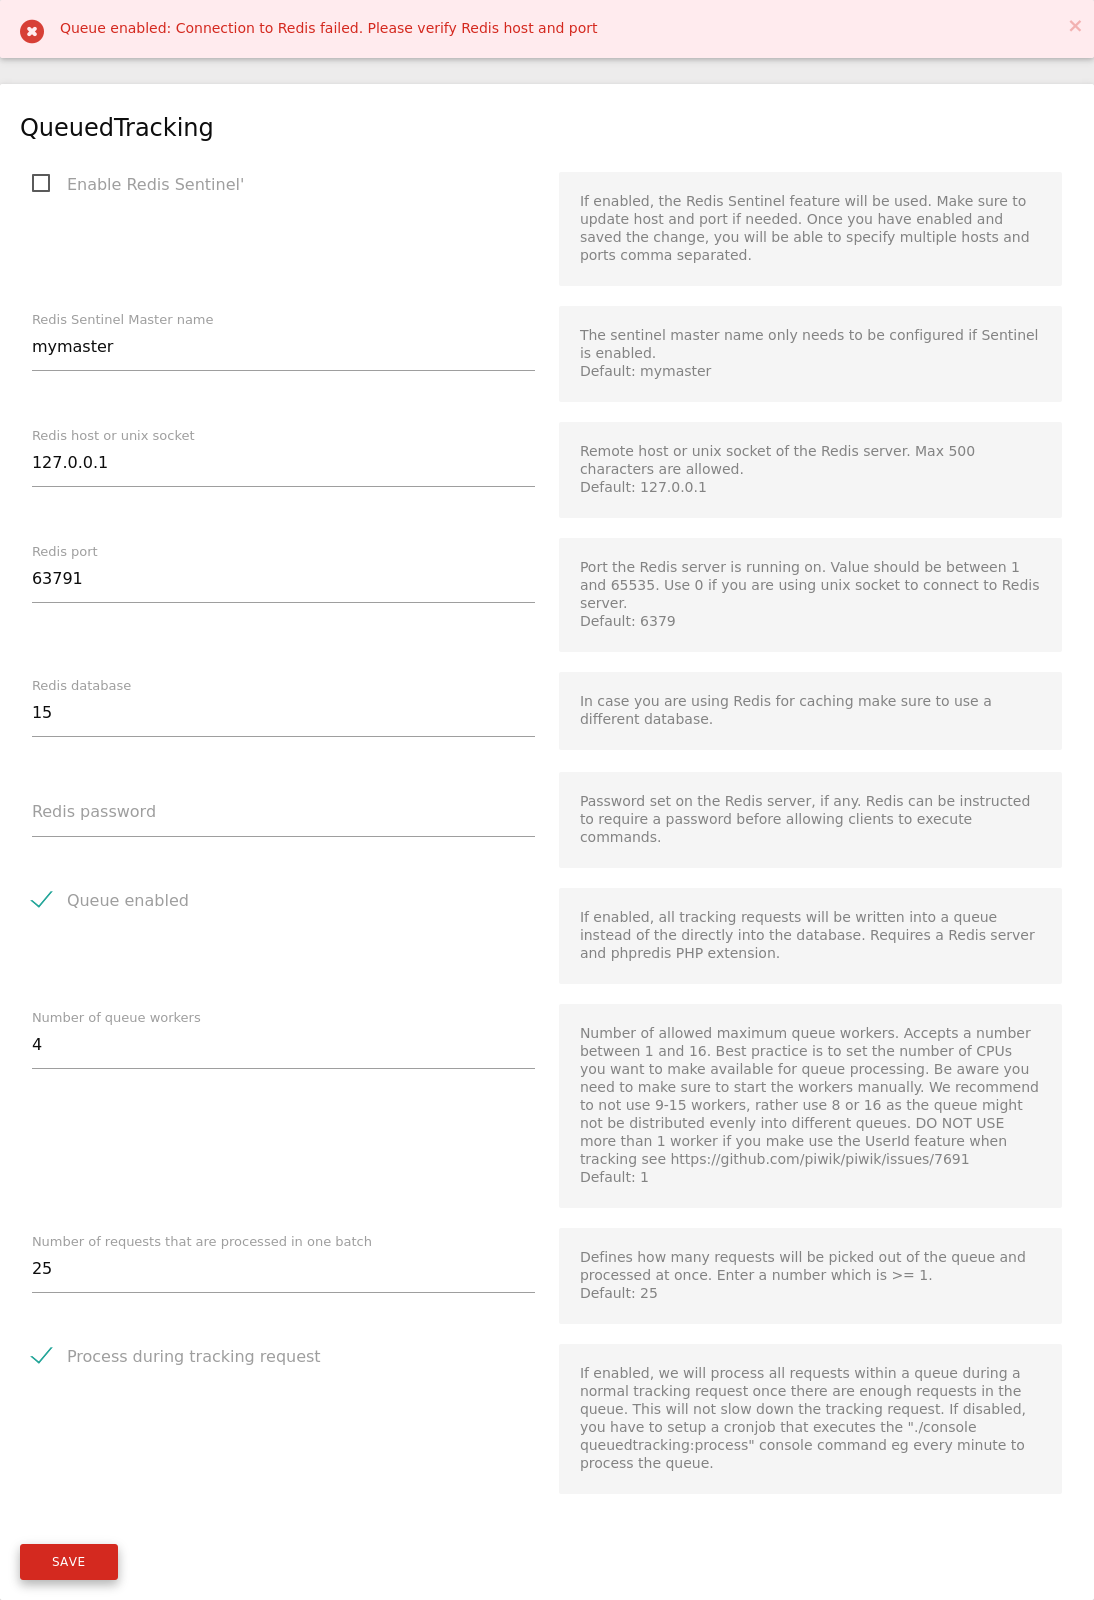 Queue enabled: Connection to Redis failed. Please verify Redis host and port
×
QueuedTracking
Enable Redis Sentinel'
If enabled, the Redis Sentinel feature will be used. Make sure to
update host and port if needed. Once you have enabled and
saved the change, you will be able to specify multiple hosts and
ports comma separated.
Redis Sentinel Master name
mymaster
The sentinel master name only needs to be configured if Sentinel
is enabled.
Default: mymaster
Redis host or unix socket
127.0.0.1
Remote host or unix socket of the Redis server. Max 500
characters are allowed.
Default: 127.0.0.1
Redis port
63791
Port the Redis server is running on. Value should be between 1
and 65535. Use 0 if you are using unix socket to connect to Redis
server.
Default: 6379
Redis database
15
In case you are using Redis for caching make sure to use a
different database.
Redis password
Password set on the Redis server, if any. Redis can be instructed
to require a password before allowing clients to execute
commands.
Queue enabled
If enabled, all tracking requests will be written into a queue
instead of the directly into the database. Requires a Redis server
and phpredis PHP extension.
Number of queue workers
4
Number of allowed maximum queue workers. Accepts a number
between 1 and 16. Best practice is to set the number of CPUs
you want to make available for queue processing. Be aware you
need to make sure to start the workers manually. We recommend
to not use 9-15 workers, rather use 8 or 16 as the queue might
not be distributed evenly into different queues. DO NOT USE
more than 1 worker if you make use the UserId feature when
tracking see https://github.com/piwik/piwik/issues/7691
Default: 1
Number of requests that are processed in one batch
25
Defines how many requests will be picked out of the queue and
processed at once. Enter a number which is >= 1.
Default: 25
Process during tracking request
If enabled, we will process all requests within a queue during a
normal tracking request once there are enough requests in the
queue. This will not slow down the tracking request. If disabled,
you have to setup a cronjob that executes the "./console
queuedtracking:process" console command eg every minute to
process the queue.
SAVE